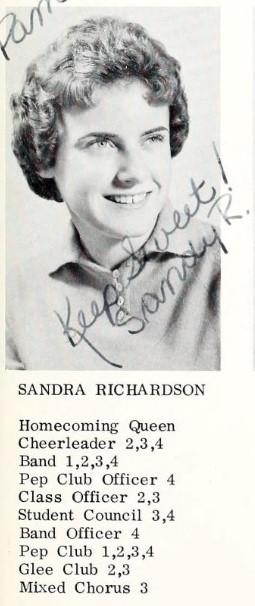 Pam
Keep Sweet!
Sandy R.
SANDRA RICHARDSON
Homecoming Queen
Cheerleader 2,3,4
Band 1,2,3,4
Pep Club Officer 4
Class Officer 2,3
Student Council 3,4
Band Officer 4
Pep Club 1,2,3,4
Glee Club 2,3
Mixed Chorus 3